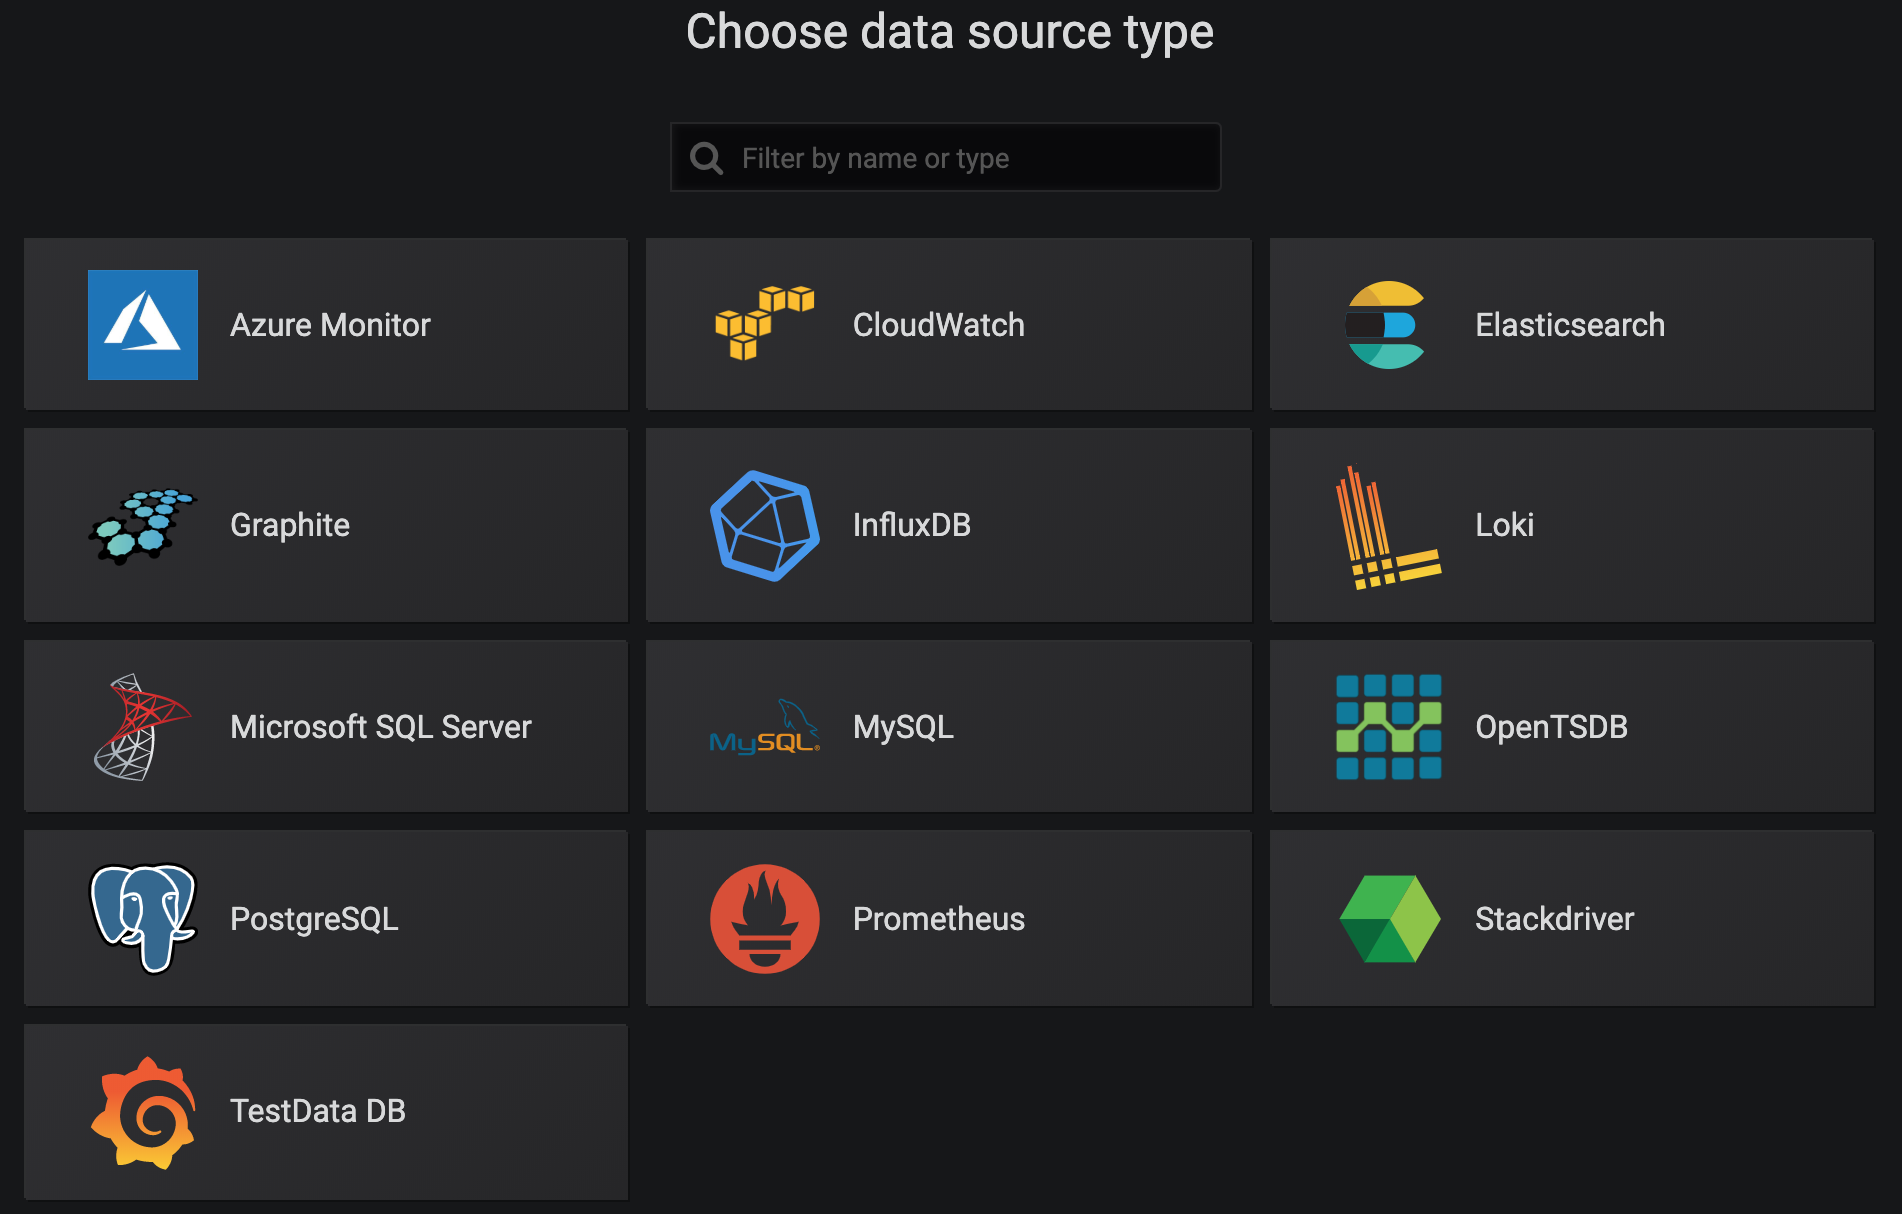 Choose data source type
Filter by name or type
Azure Monitor
CloudWatch
Elasticsearch
Graphite
InfluxDB
Loki
Microsoft SQL Server
MySQL®
MySQL
OpenTSDB
PostgreSQL
Prometheus
Stackdriver
TestData DB